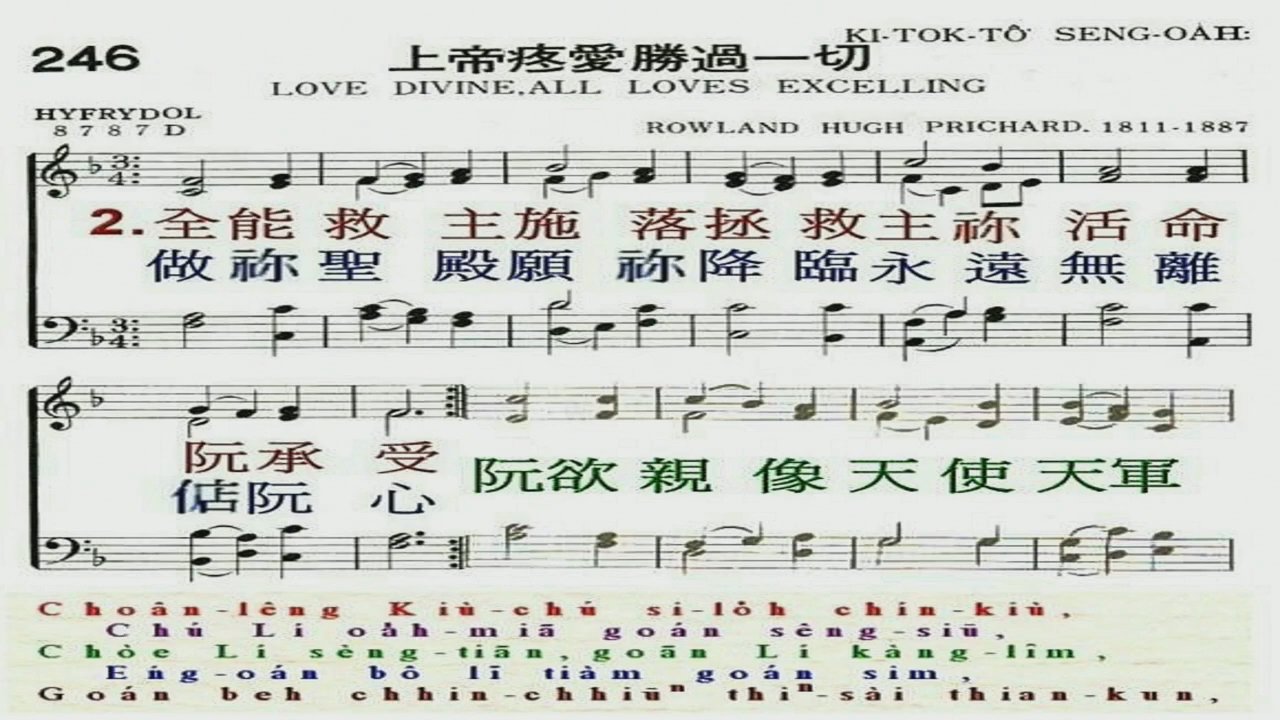 KI-TOK-TÔ͘ SENG-OA̍H:
246 上帝疼愛勝過一切
LOVE DIVINE,ALL LOVES EXCELLING
HYFRYDOL
8 7 8 7 D
ROWLAND HUGH PRICHARD. 1811-1887
2.全能救主施落拯救主祢活命
做祢聖殿願祢降臨永遠無離
阮承受
踮阮心
阮欲親像天使天軍
Choân-lêng Kiù-chú si-lo̍h chín-kiù,
Chú Lí oa̍h-miā goán sêng-siū,
Chòe Lí sèng-tiān, goān Lí kàng-lîm,
Éng-oán bô lī tiàm goán sim,
Goán beh chhin-chhiūⁿ thiⁿ-sài thian-kun,